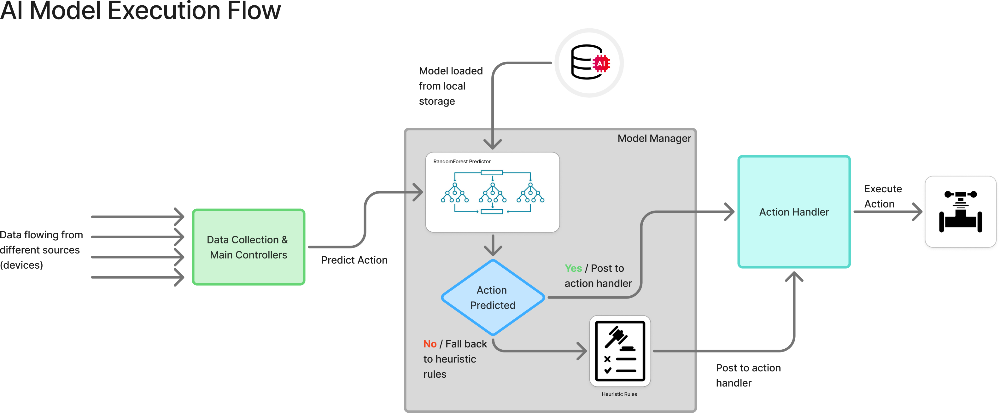 AI Model Execution Flow
AI
Model loaded
from local
storage
Model Manager
RandomForest Predictor
Data flowing from
different sources
(devices)
Data Collection &
Main Controllers
Predict Action
Action
Predicted
Yes / Post to
action handler
No / Fall back
to heuristic
rules
Heuristic Rules
Post to action
handler
Action Handler
Execute
Action